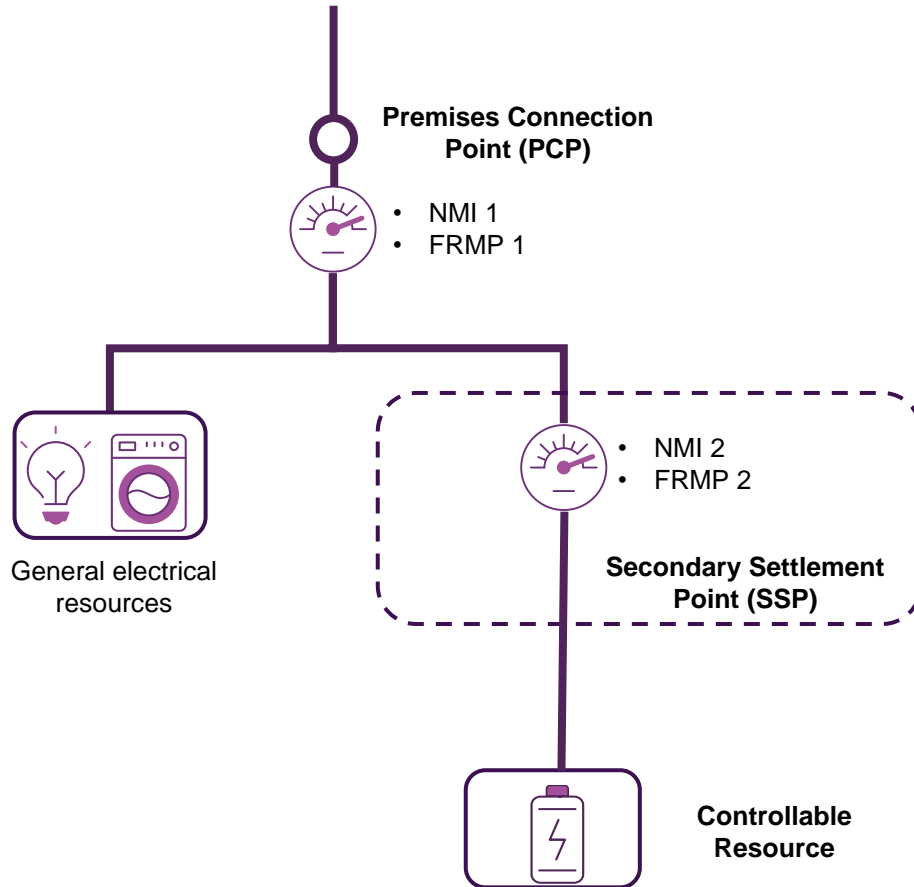 Premises Connection
Point (PCP)
• NMI 1
• FRMP 1
• NMI 2
• FRMP 2
General electrical
resources
Secondary Settlement
Point (SSP)
Controllable
Resource